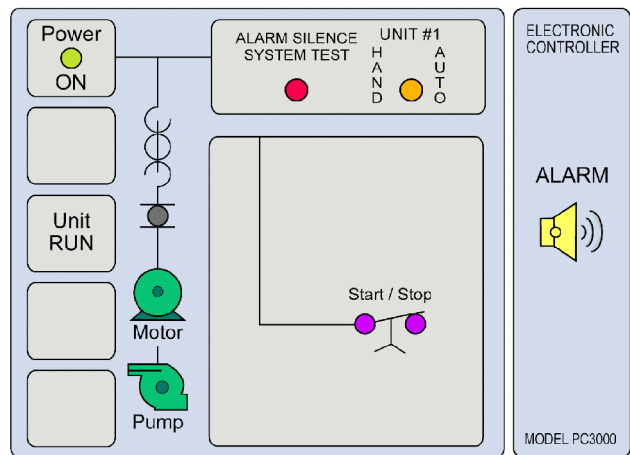 Power
ON
ALARM SILENCE
SYSTEM TEST
UNIT #1
HAND
AUTO
ELECTRONIC
CONTROLLER
ALARM
Unit
RUN
Start / Stop
Motor
Pump
MODEL PC3000